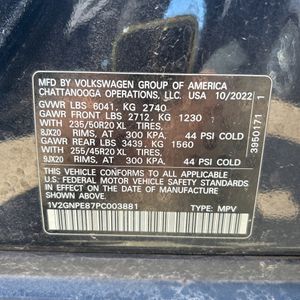 MFD BY VOLKSWAGEN GROUP OF AMERICA
CHATTANOOGA OPERATIONS, LLC. USA 10/2022
GVWR LBS 6041, KG 2740
GAWR FRONT LBS 2712, KG 1230
WITH 235/50R20 XL TIRES,
8JX20 RIMS, AT 300 KPA, 44 PSI COLD
GAWR REAR LBS 3439, KG 1560
WITH 255/45R20 XL TIRES,
9JX20 RIMS, AT 300 KPA, 44 PSI COLD
THIS VEHICLE CONFORMS TO ALL APPLICABLE
U.S. FEDERAL MOTOR VEHICLE SAFETY STANDARDS
IN EFFECT ON THE DATE OF MANUFACTURE
SHOWN ABOVE.
1V2GNPE87PC003881 TYPE: MPV
3950171 1